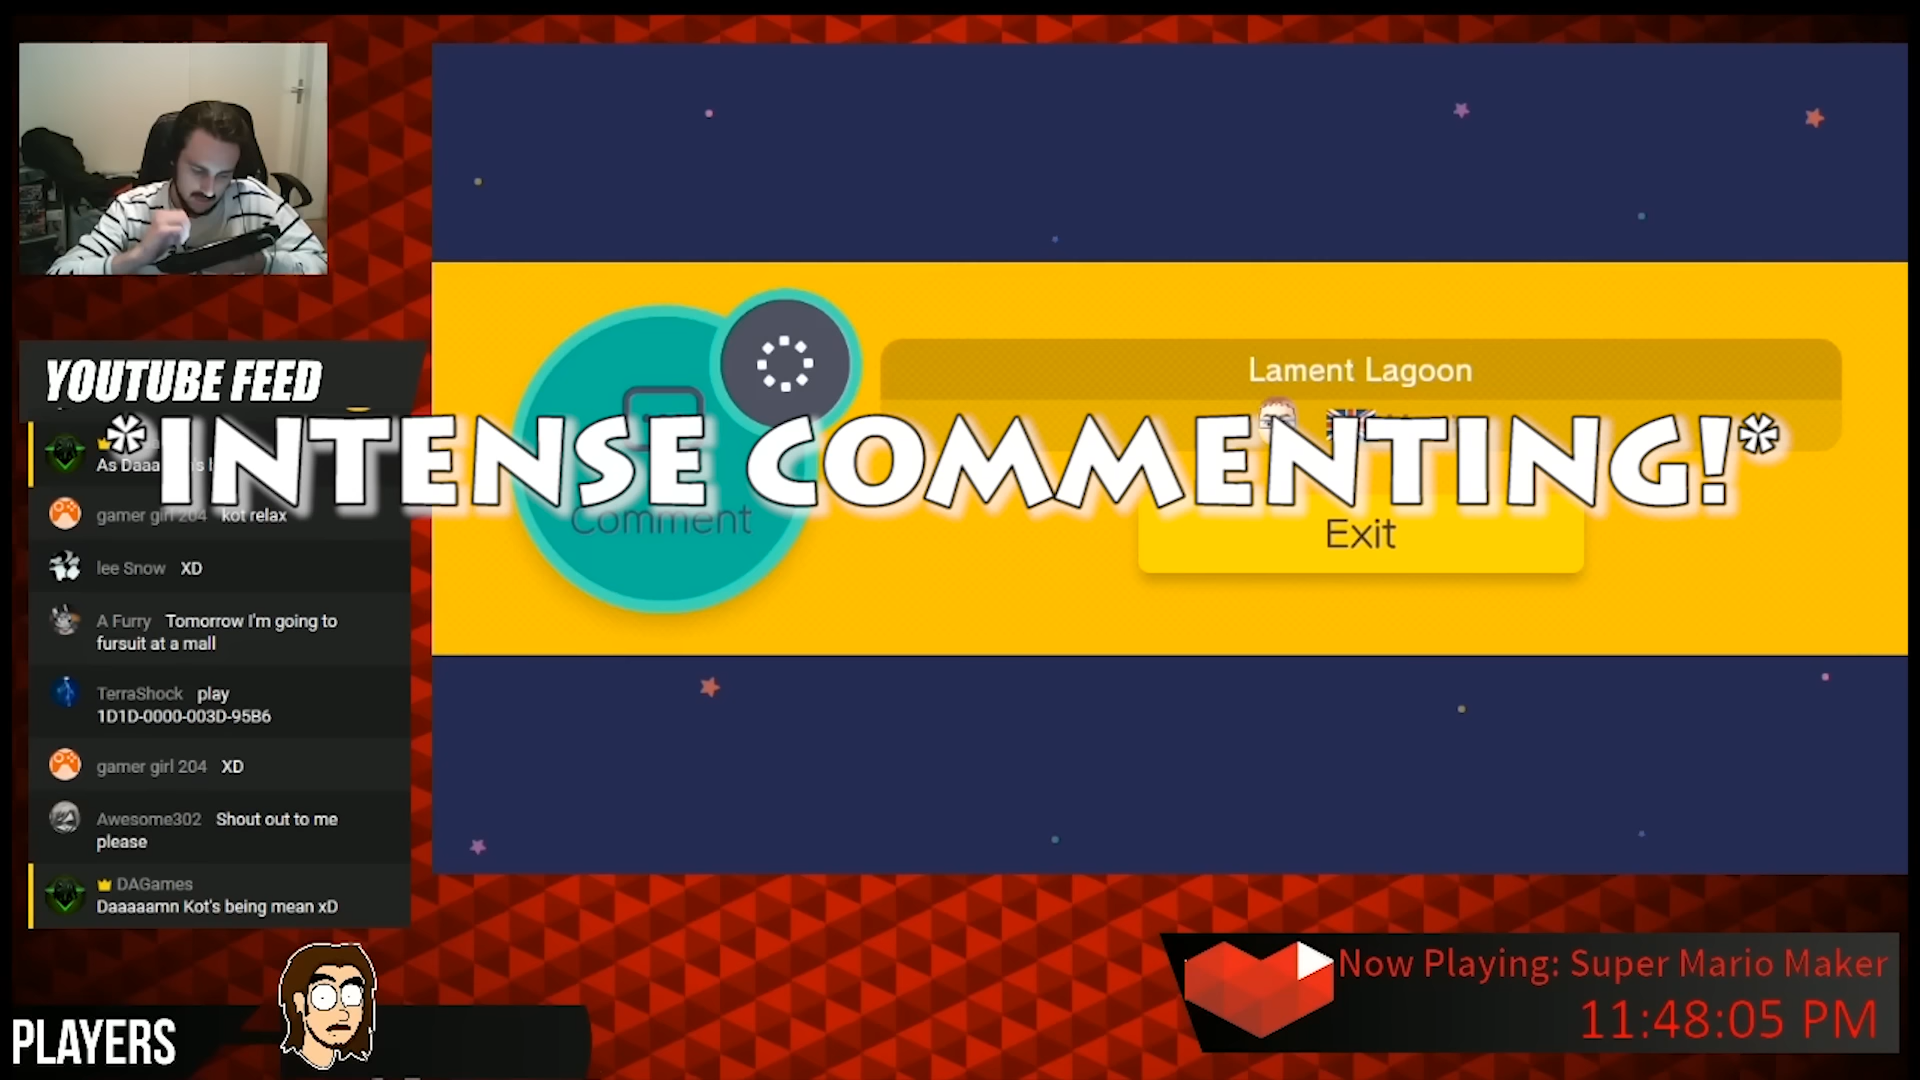 Lament Lagoon
YOUTUBE FEED
*INTENSE COMMENTING!*
Comment
Exit
As
gamer girl 204 kot relax
lee Snow XD
A Furry Tomorrow I'm going to
fursuit at a mall
TerraShock play
1D1D-0000-003D-95B6
gamer girl 204 XD
Awesome302 Shout out to me
please
DAGames
Daaaaamn Kot's being mean xD
PLAYERS
Now Playing: Super Mario Maker
11:48:05 PM